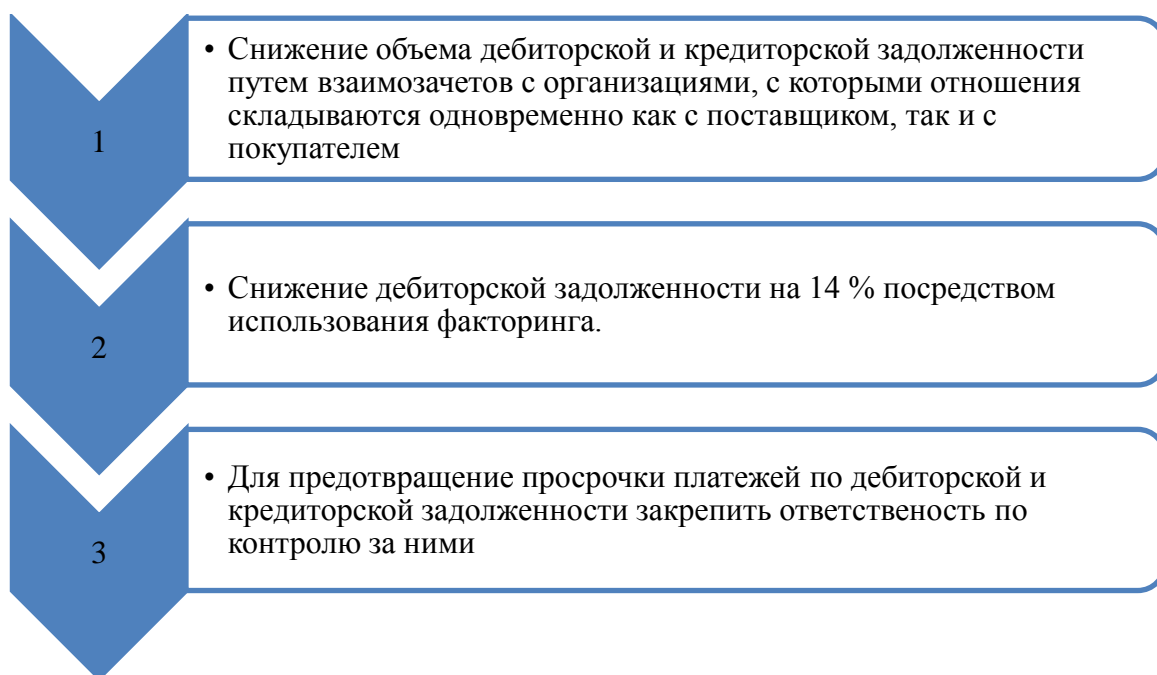 1
• Снижение объема дебиторской и кредиторской задолженности
путем взаимозачетов с организациями, с которыми отношения
складываются одновременно как с поставщиком, так и с
покупателем
2
• Снижение дебиторской задолженности на 14 % посредством
использования факторинга.
3
• Для предотвращение просрочки платежей по дебиторской и
кредиторской задолженности закрепить ответственость по
контролю за ними